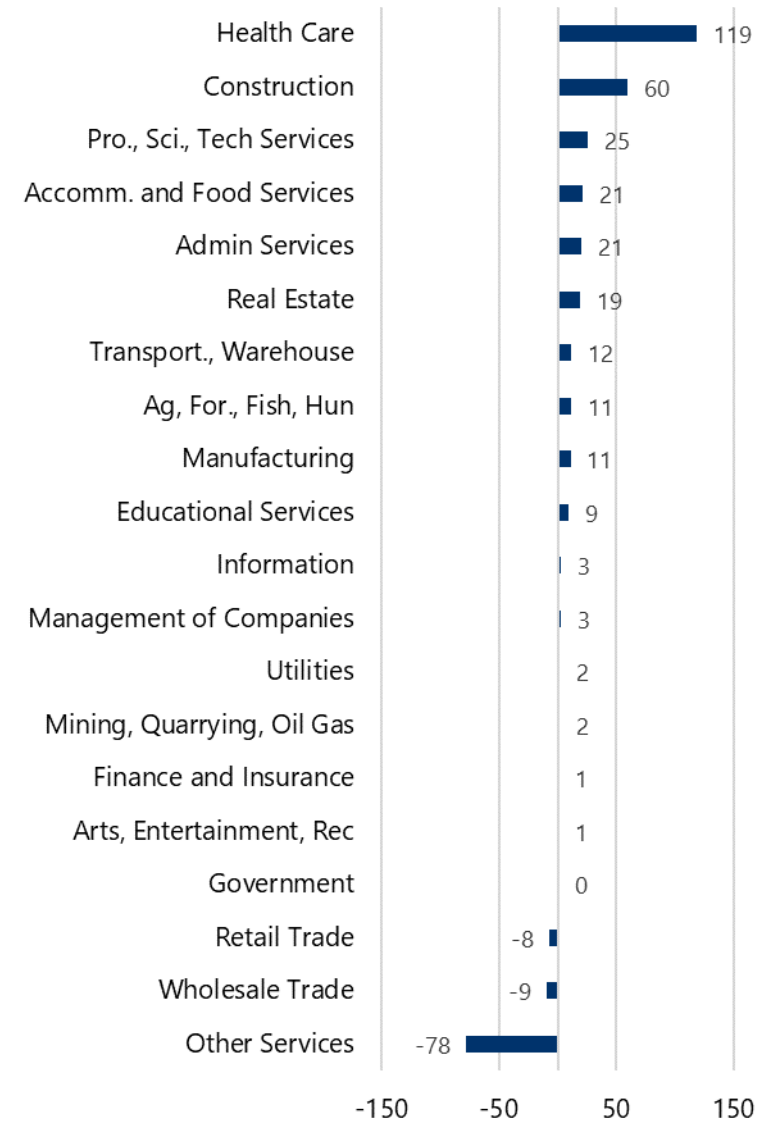 Health Care 119
Construction 60
Pro., Sci., Tech Services 25
Accomm. and Food Services 21
Admin Services 21
Real Estate 19
Transport., Warehouse 12
Ag, For., Fish, Hun 11
Manufacturing 11
Educational Services 9
Information 3
Management of Companies 3
Utilities 2
Mining, Quarrying, Oil Gas 2
Finance and Insurance 1
Arts, Entertainment, Rec 1
Government 0
Retail Trade -8
Wholesale Trade -9
Other Services -78
-150 -50 50 150